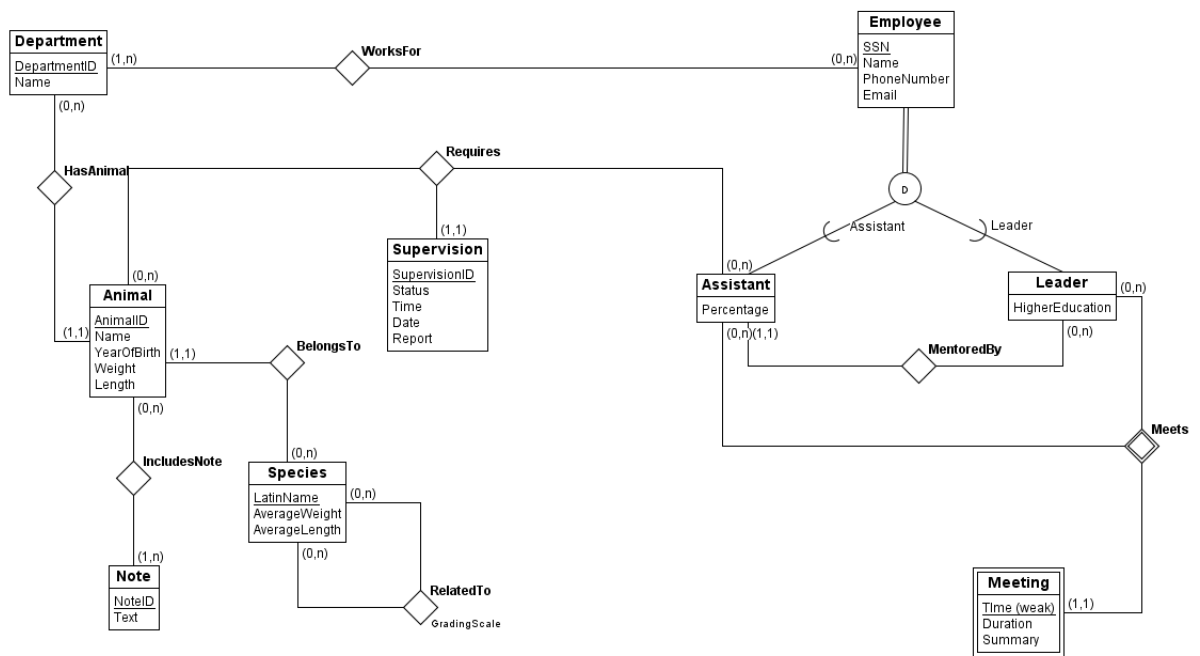 Employee
SSN
Name
PhoneNumber
Email
Department
DepartmentID
Name
(1,n)
WorksFor
(0,n)
(0,n)
HasAnimal
Requires
D
Assistant
Leader
(1,1)
Supervision
SupervisionID
Status
Time
Date
Report
(0,n)
Animal
AnimalID
Name
YearOfBirth
Weight
Length
(1,1)
(1,1)
BelongsTo
(0,n)
Assistant
Percentage
(0,n)
(1,1)
Leader
HigherEducation
(0,n)
(0,n)
MentoredBy
Meets
(0,n)
IncludesNote
(0,n)
Species
LatinName
AverageWeight
AverageLength
(0,n)
(0,n)
RelatedTo
GradingScale
(1,n)
Note
NoteID
Text
Meeting
TIme (weak)
Duration
Summary
(1,1)